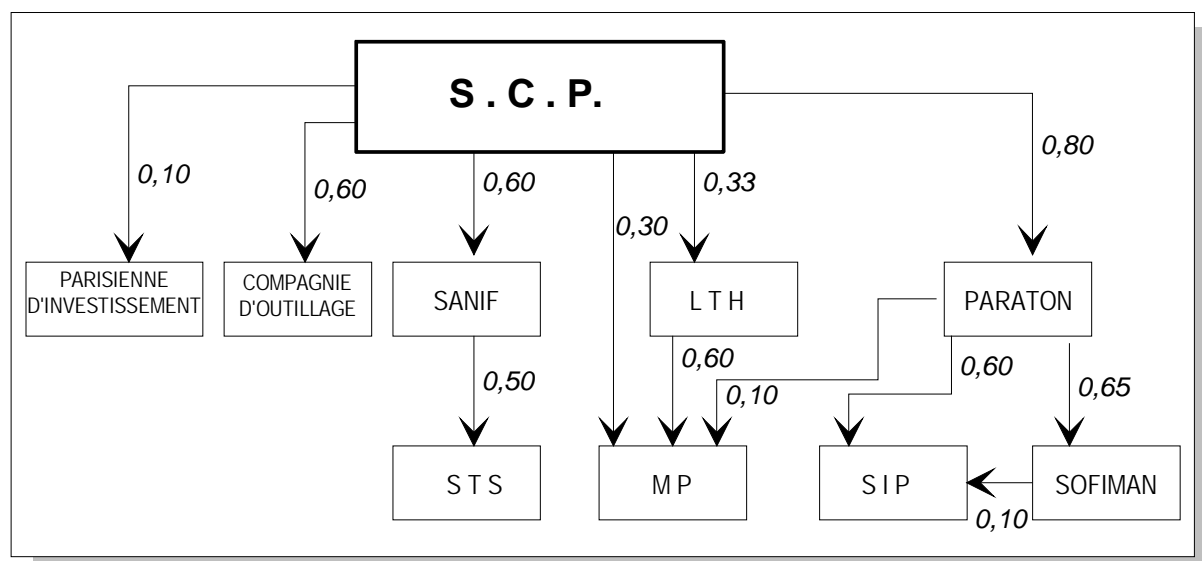 S . C . P.
0,10
0,60
0,60
0,30
0,33
0,80
PARISIENNE
D'INVESTISSEMENT
COMPAGNIE
D'OUTILLAGE
SANIF
L T H
PARATON
0,50
0,60
0,10
0,60
0,65
S T S
M P
S I P
SOFIMAN
0,10